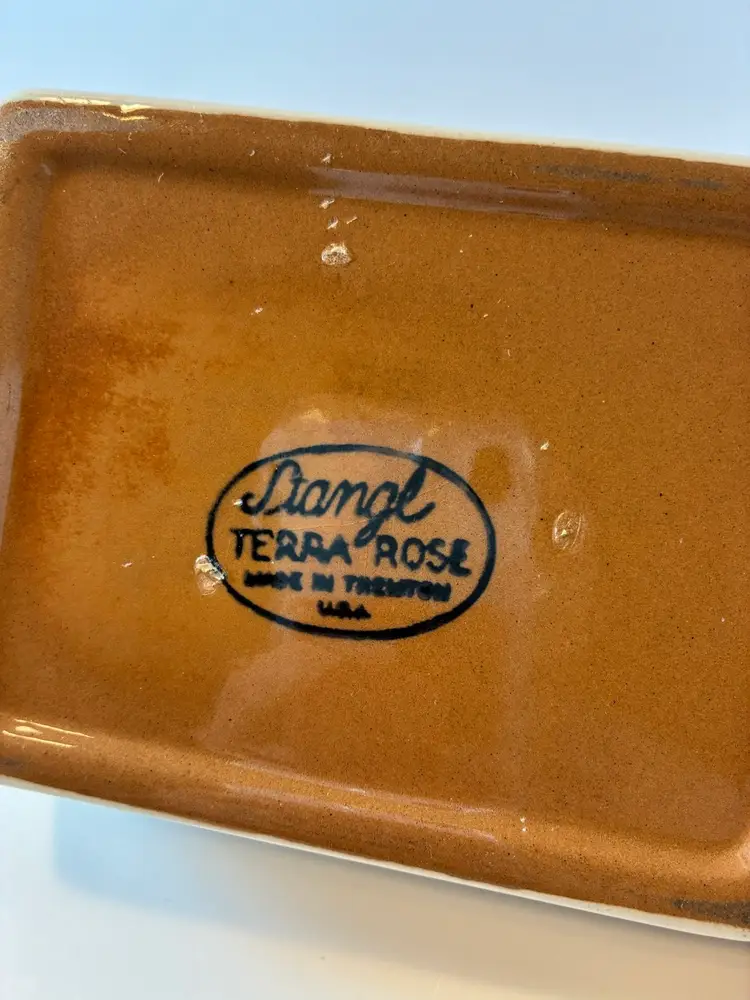 Stangl
TERRA ROSE
MADE IN TRENTON
U.S.A.